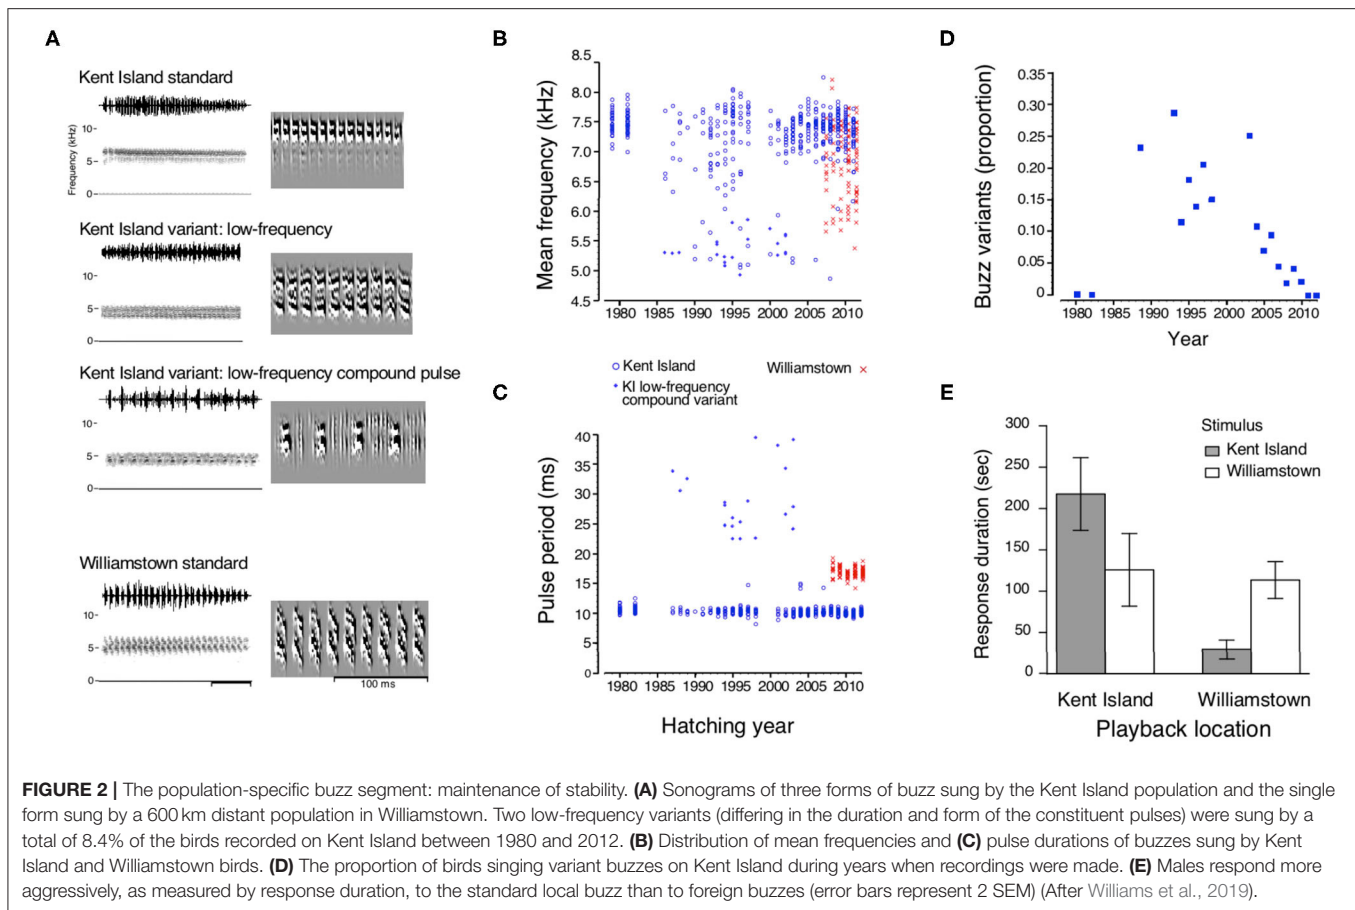 A
Kent Island standard
10
5
0
Frequency (kHz)
Kent Island variant: low-frequency
10
5
0
Kent Island variant: low-frequency compound pulse
10
5
0
Williamstown standard
10
5
0
100 ms
B
Mean frequency (kHz)
8.5
8.0
7.5
7.0
6.5
6.0
5.5
5.0
4.5
1980 1985 1990 1995 2000 2005 2010
Kent Island
KI low-frequency
compound variant
Williamstown
C
Pulse period (ms)
40
35
30
25
20
15
10
5
0
1980 1985 1990 1995 2000 2005 2010
Hatching year
D
Buzz variants (proportion)
0.35
0.30
0.25
0.20
0.15
0.10
0.05
0
1980 1985 1990 1995 2000 2005 2010
Year
E
Response duration (sec)
300
250
200
150
100
50
0
Stimulus
Kent Island
Williamstown
Kent Island Williamstown
Playback location
FIGURE 2 | The population-specific buzz segment: maintenance of stability. (A) Sonograms of three forms of buzz sung by the Kent Island population and the single
form sung by a 600 km distant population in Williamstown. Two low-frequency variants (differing in the duration and form of the constituent pulses) were sung by a
total of 8.4% of the birds recorded on Kent Island between 1980 and 2012. (B) Distribution of mean frequencies and (C) pulse durations of buzzes sung by Kent
Island and Williamstown birds. (D) The proportion of birds singing variant buzzes on Kent Island during years when recordings were made. (E) Males respond more
aggressively, as measured by response duration, to the standard local buzz than to foreign buzzes (error bars represent 2 SEM) (After Williams et al., 2019).